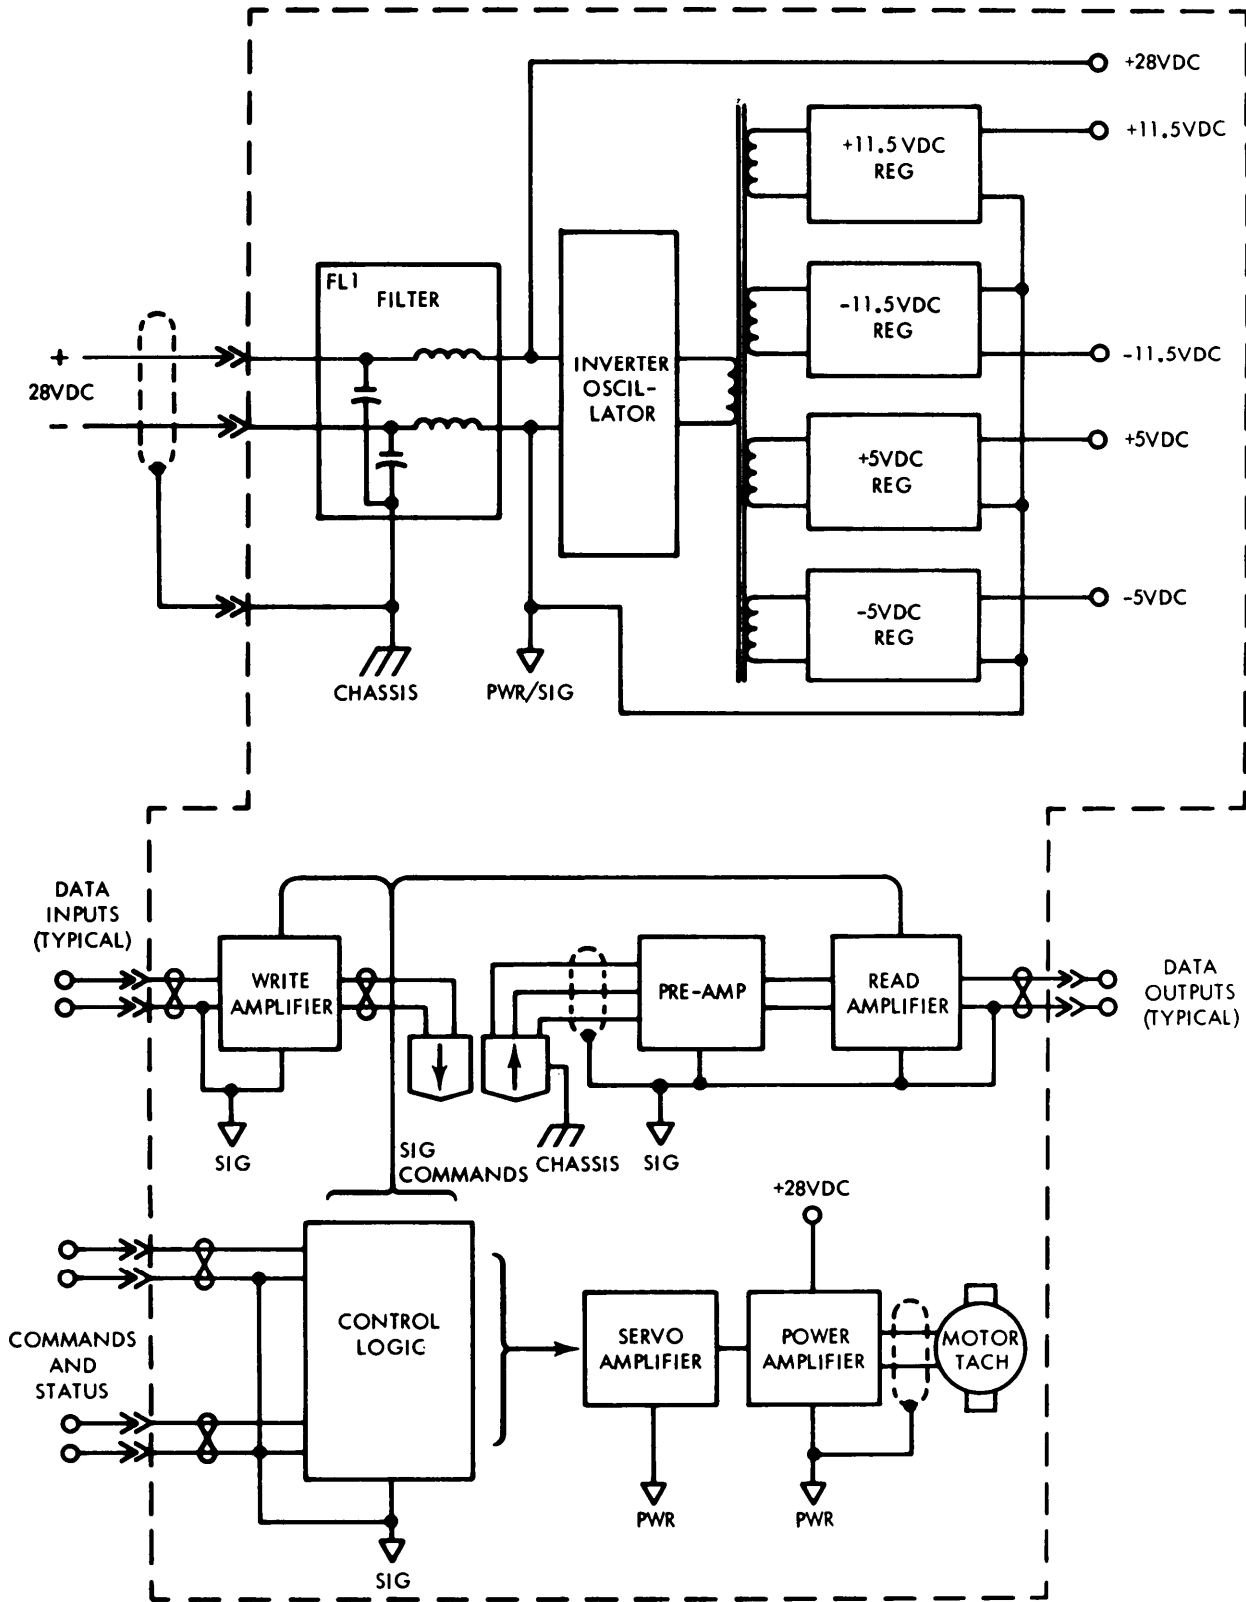 +28VDC
+11.5VDC
+11.5VDC
REG
FL1
FILTER
-11.5VDC
REG
-11.5VDC
+
28VDC
-
INVERTER
OSCIL-
LATOR
+5VDC
+5VDC
REG
-5VDC
-5VDC
REG
CHASSIS
PWR/SIG
DATA
INPUTS
(TYPICAL)
WRITE
AMPLIFIER
PRE-AMP
READ
AMPLIFIER
DATA
OUTPUTS
(TYPICAL)
SIG
SIG
COMMANDS
CHASSIS
SIG
+28VDC
COMMANDS
AND
STATUS
CONTROL
LOGIC
SERVO
AMPLIFIER
POWER
AMPLIFIER
MOTOR
TACH
PWR
PWR
SIG